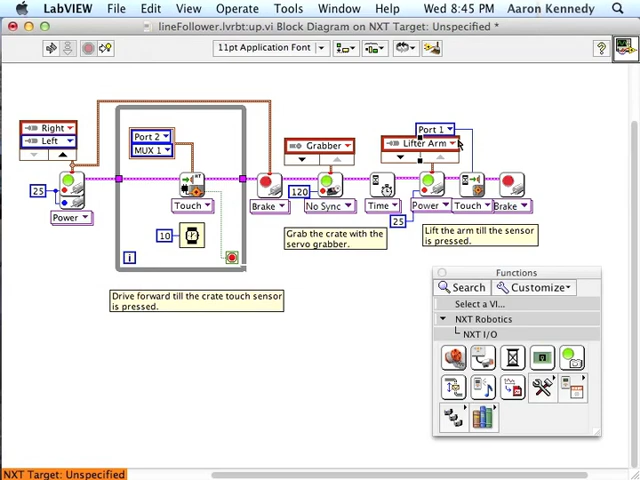 LabVIEW File Edit View Operate Tools Window Help Wed 8:45 PM Aaron Kennedy
lineFollower.lvrbt:up.vi Block Diagram on NXT Target: Unspecified *
11pt Application Font
?
Right
Left
Port 2
MUX 1
Grabber
Port 1
Lifter Arm
25
Power
HT
Touch
Brake
120
No Sync
Time
Power
Touch
Brake
25
10
i
Grab the crate with the
servo grabber.
Lift the arm till the sensor
is pressed.
Drive forward till the crate touch sensor
is pressed.
Functions
Search
Customize
Select a VI...
NXT Robotics
NXT I/O
NXT Target: Unspecified